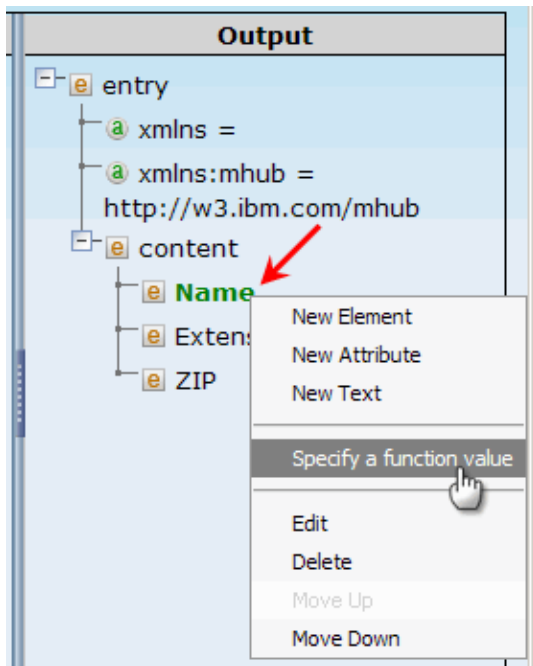 Output
e entry
a xmlns =
a xmlns:mhub =
http://w3.ibm.com/mhub
e content
e Name
e Exten
e ZIP
New Element
New Attribute
New Text
Specify a function value
Edit
Delete
Move Up
Move Down